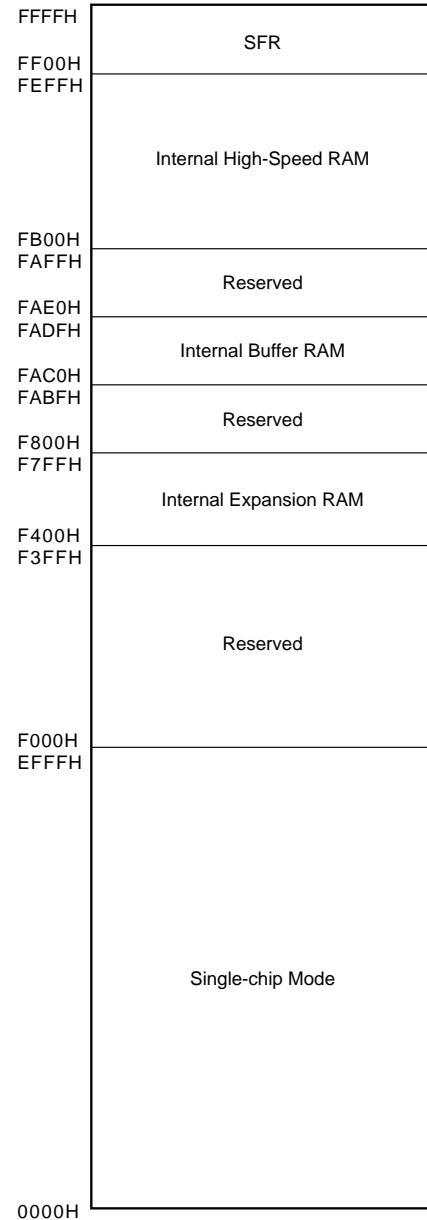 FFFFH
SFR
FF00H
FEFFH
Internal High-Speed RAM
FB00H
FAFFH
Reserved
FAE0H
FADFH
Internal Buffer RAM
FAC0H
FABFH
Reserved
F800H
F7FFH
Internal Expansion RAM
F400H
F3FFH
Reserved
F000H
EFFFH
Single-chip Mode
0000H